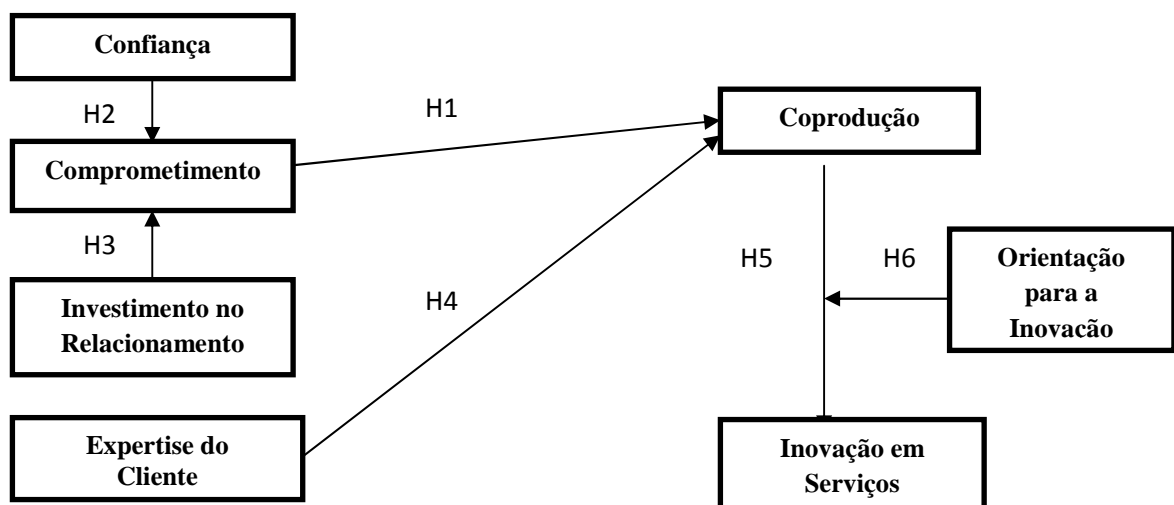 Confiança
H2
H1
Coprodução
Comprometimento
H3
H5
H6
Orientação
para a
Inovacão
Investimento no
Relacionamento
H4
Expertise do
Cliente
Inovação em
Serviços